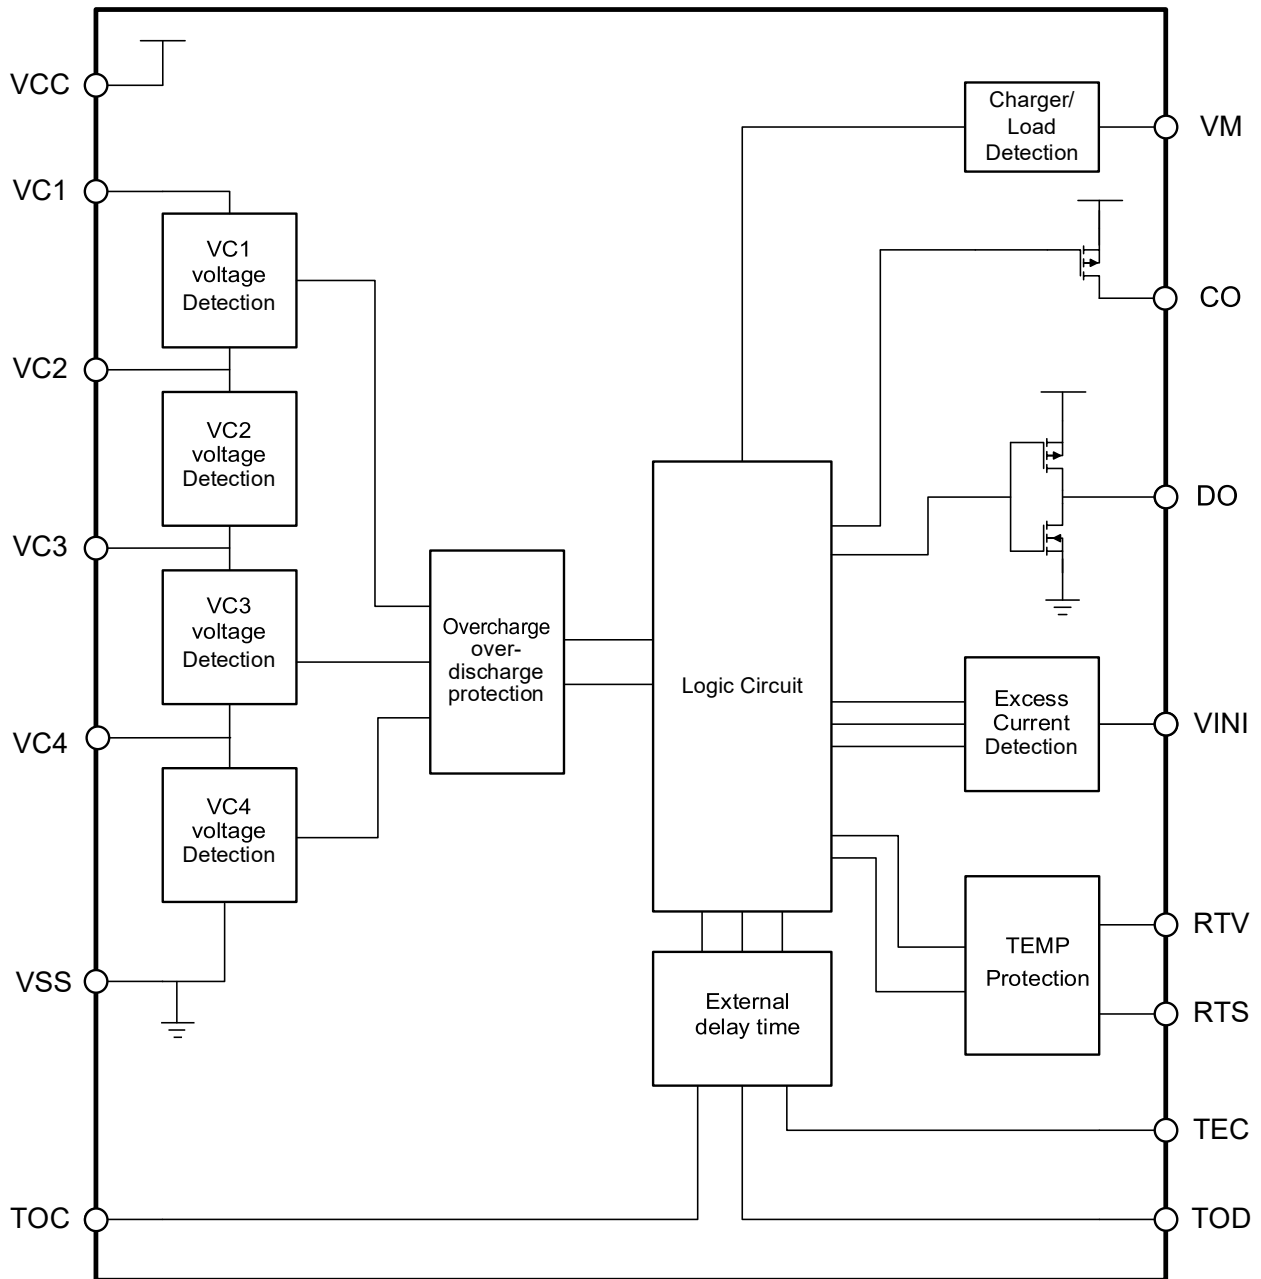 VCC
VC1
VC1
voltage
Detection
VC2
VC2
voltage
Detection
VC3
VC3
voltage
Detection
VC4
VC4
voltage
Detection
VSS
TOC
Overcharge
over-
discharge
protection
Logic Circuit
External
delay time
Charger/
Load
Detection
VM
CO
DO
Excess
Current
Detection
VINI
TEMP
Protection
RTV
RTS
TEC
TOD